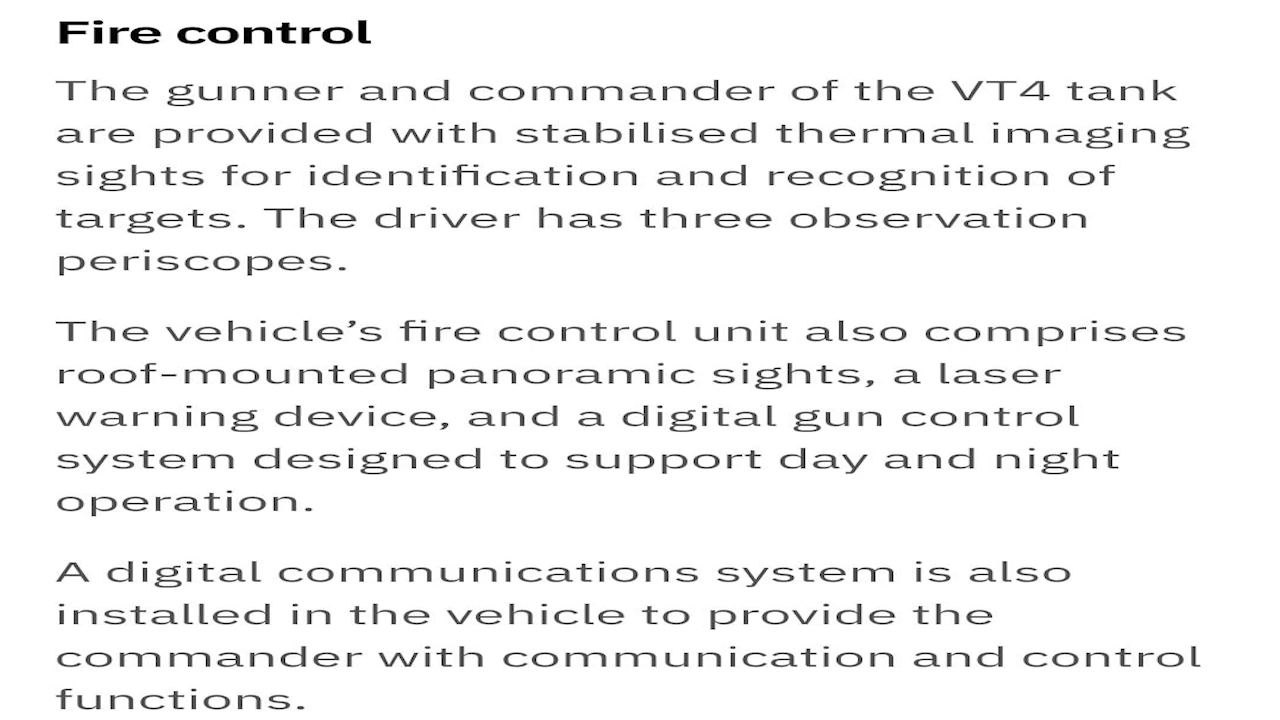 Fire control
The gunner and commander of the VT4 tank
are provided with stabilised thermal imaging
sights for identification and recognition of
targets. The driver has three observation
periscopes.
The vehicle’s fire control unit also comprises
roof-mounted panoramic sights, a laser
warning device, and a digital gun control
system designed to support day and night
operation.
A digital communications system is also
installed in the vehicle to provide the
commander with communication and control
functions.